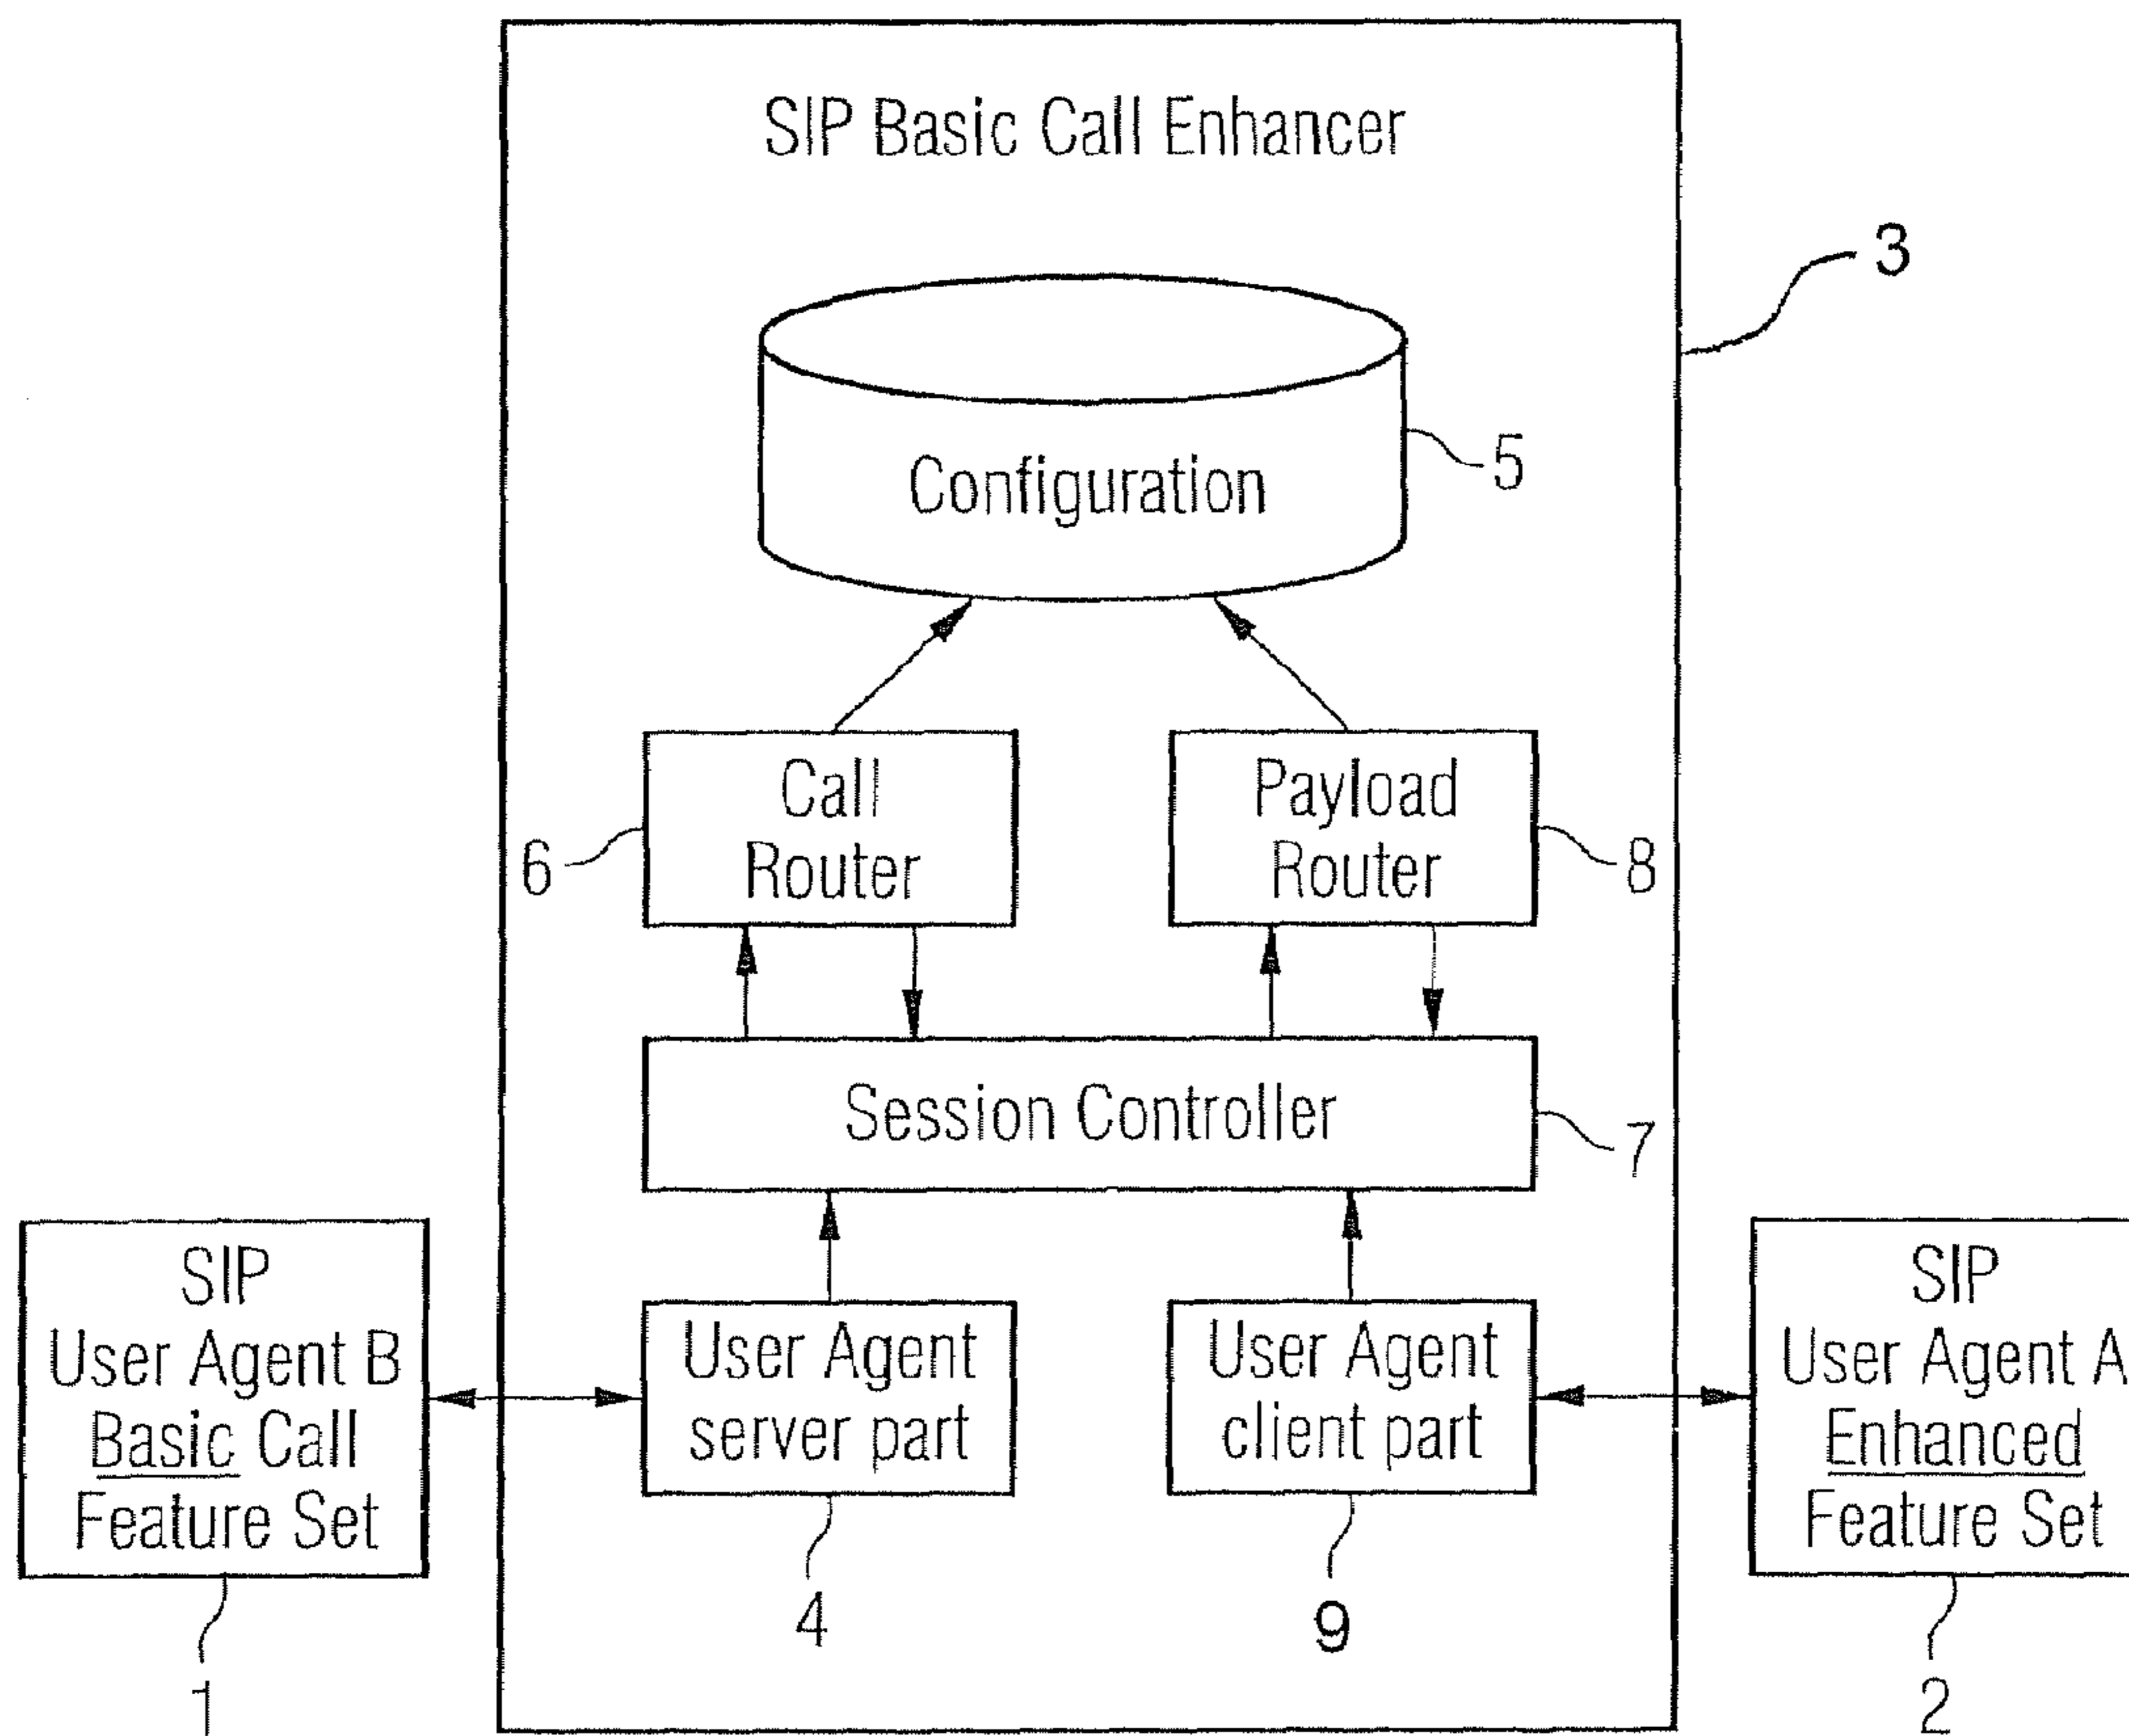 SIP Basic Call Enhancer
3
Configuration
5
Call
Router
6
Payload
Router
8
Session Controller
7
SIP
User Agent B
Basic Call
Feature Set
1
User Agent
server part
4
User Agent
client part
9
SIP
User Agent A
Enhanced
Feature Set
2